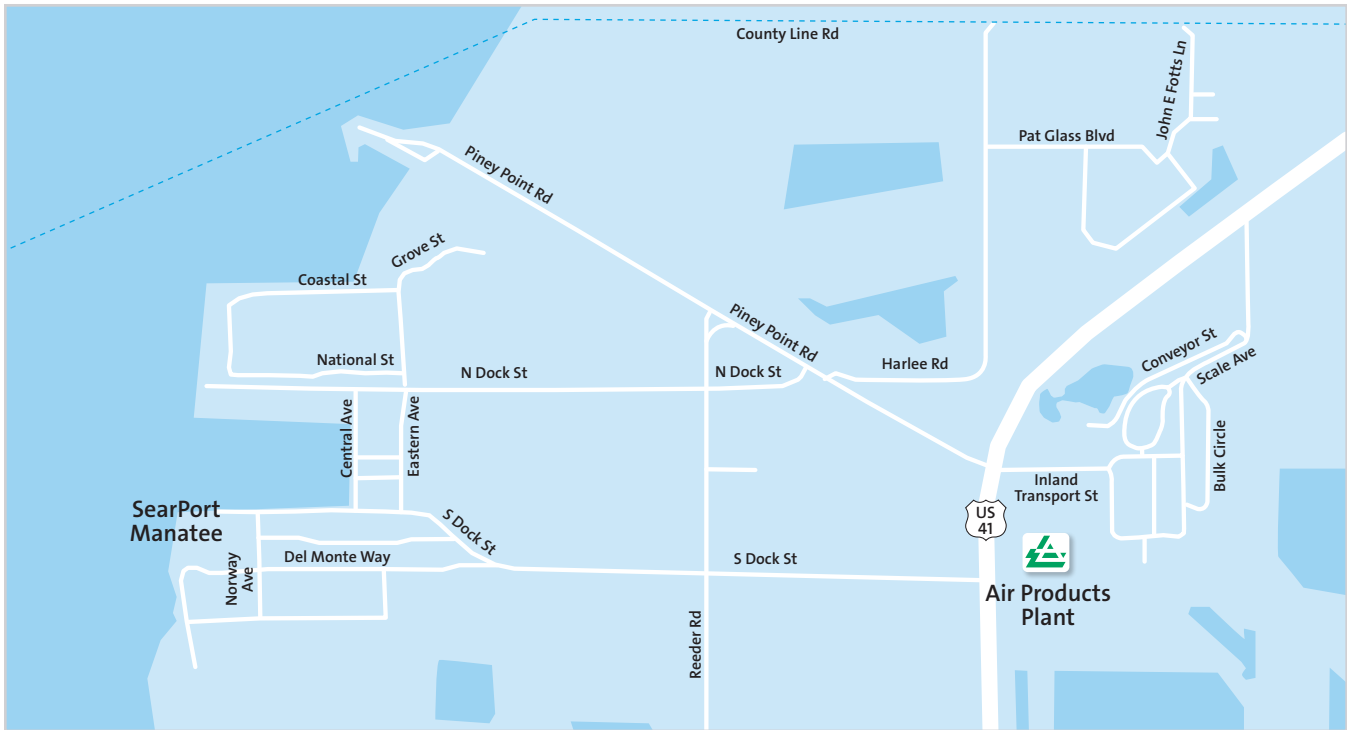 County Line Rd
John E Fotts Ln
Pat Glass Blvd
Piney Point Rd
Grove St
Coastal St
Piney Point Rd
National St
N Dock St
N Dock St
Harlee Rd
Conveyor St
Scale Ave
Central Ave
Eastern Ave
Bulk Circle
Inland
Transport St
SearPort
Manatee
S Dock St
US
41
Del Monte Way
S Dock St
Norway
Ave
Air Products
Plant
Reeder Rd